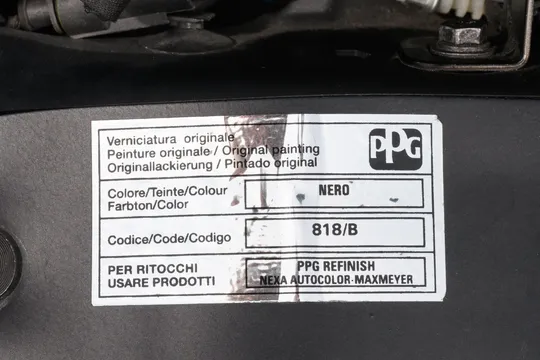 Verniciatura originale
Peinture originale / Original painting
Originallackierung / Pintado original
PPG
Colore/Teinte/Colour
Farbton/Color
NERO
Codice/Code/Codigo
818/B
PER RITOCCHI
USARE PRODOTTI
PPG REFINISH
NEXA AUTOCOLOR-MAXMEYER